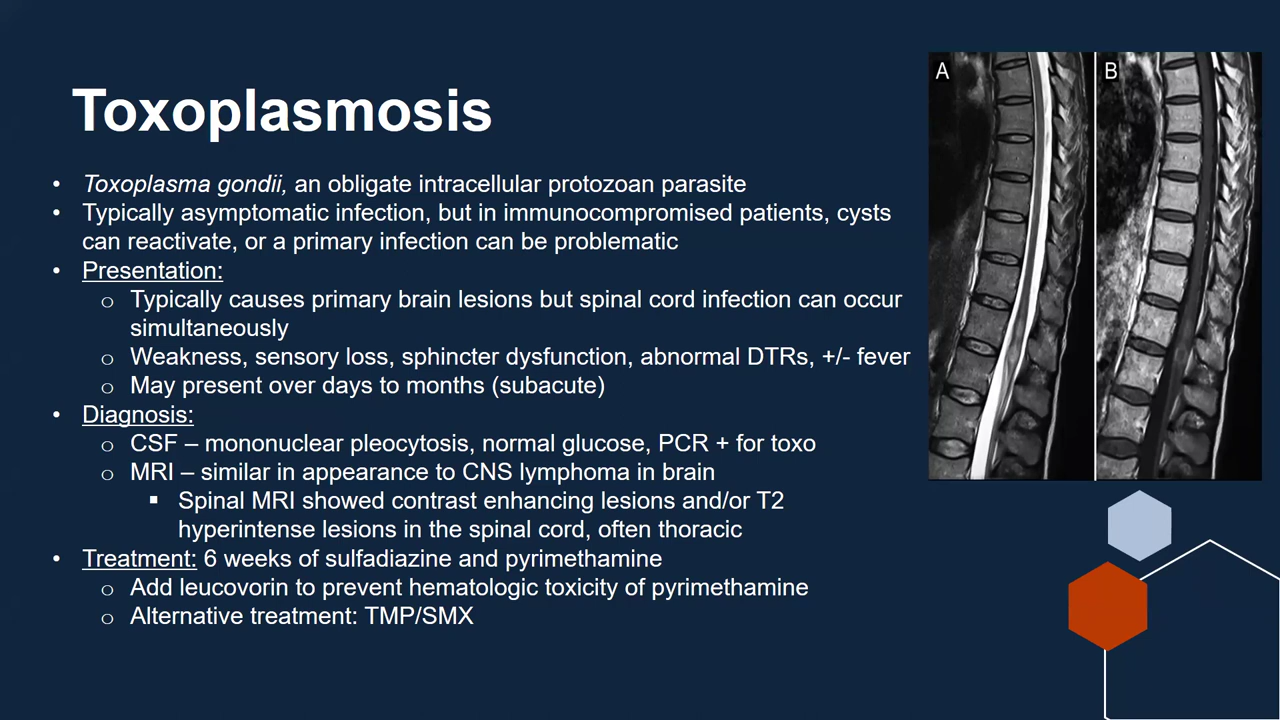 Toxoplasmosis
• Toxoplasma gondii, an obligate intracellular protozoan parasite
• Typically asymptomatic infection, but in immunocompromised patients, cysts
can reactivate, or a primary infection can be problematic
• Presentation:
o Typically causes primary brain lesions but spinal cord infection can occur
simultaneously
o Weakness, sensory loss, sphincter dysfunction, abnormal DTRs, +/- fever
o May present over days to months (subacute)
• Diagnosis:
o CSF – mononuclear pleocytosis, normal glucose, PCR + for toxo
o MRI – similar in appearance to CNS lymphoma in brain
▪ Spinal MRI showed contrast enhancing lesions and/or T2
hyperintense lesions in the spinal cord, often thoracic
• Treatment: 6 weeks of sulfadiazine and pyrimethamine
o Add leucovorin to prevent hematologic toxicity of pyrimethamine
o Alternative treatment: TMP/SMX
A
B